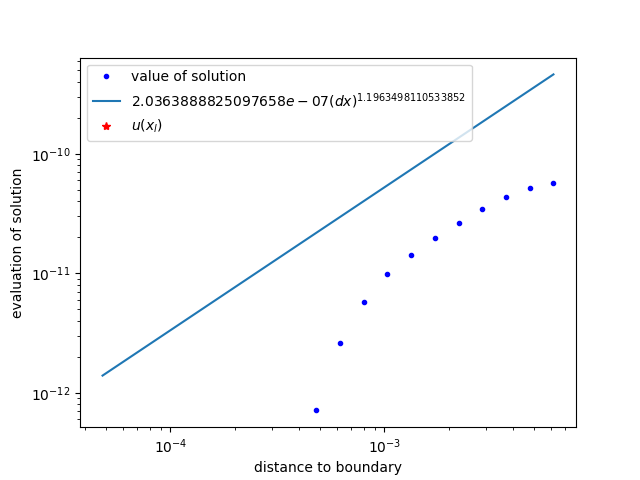 value of solution
2.0363888825097658e − 07(dx)^1.1963498110533852
u(x_l)
10^−10
10^−11
10^−12
evaluation of solution
10^−4
10^−3
distance to boundary